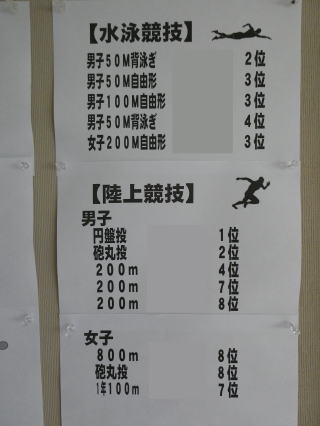 【水泳競技】
男子50M背泳ぎ 2位
男子50M自由形 3位
男子100M自由形 3位
男子50M背泳ぎ 4位
女子200M自由形 3位
【陸上競技】
男子
円盤投 1位
砲丸投 2位
200m 4位
200m 7位
200m 8位
女子
800m 8位
砲丸投 8位
1年100m 7位